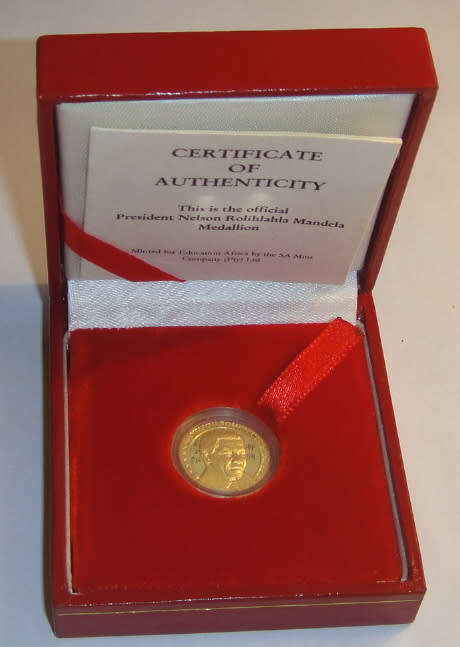 CERTIFICATE
OF
AUTHENTICITY
This is the official
President Nelson Rolihlahla Mandela
Medallion
Minted for Education Africa by the SA Mint
Company (Pty) Ltd